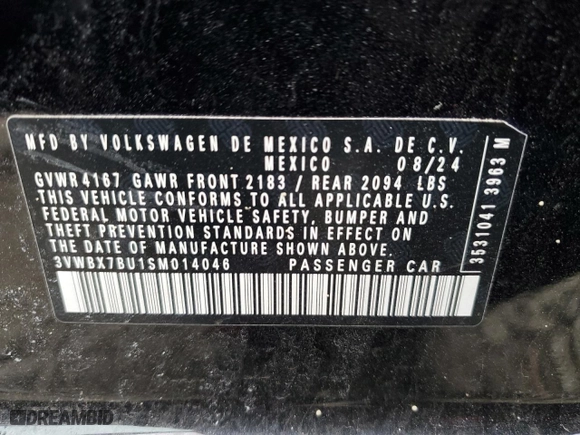 MFD BY VOLKSWAGEN DE MEXICO S.A. DE C.V.
MEXICO 08/24
GVWR 4167 GAWR FRONT 2183 / REAR 2094 LBS
THIS VEHICLE CONFORMS TO ALL APPLICABLE U.S.
FEDERAL MOTOR VEHICLE SAFETY, BUMPER AND
THEFT PREVENTION STANDARDS IN EFFECT ON
THE DATE OF MANUFACTURE SHOWN ABOVE.
3VWBX7BU1SM014046 PASSENGER CAR
3531041 3963 M
DREAMBID